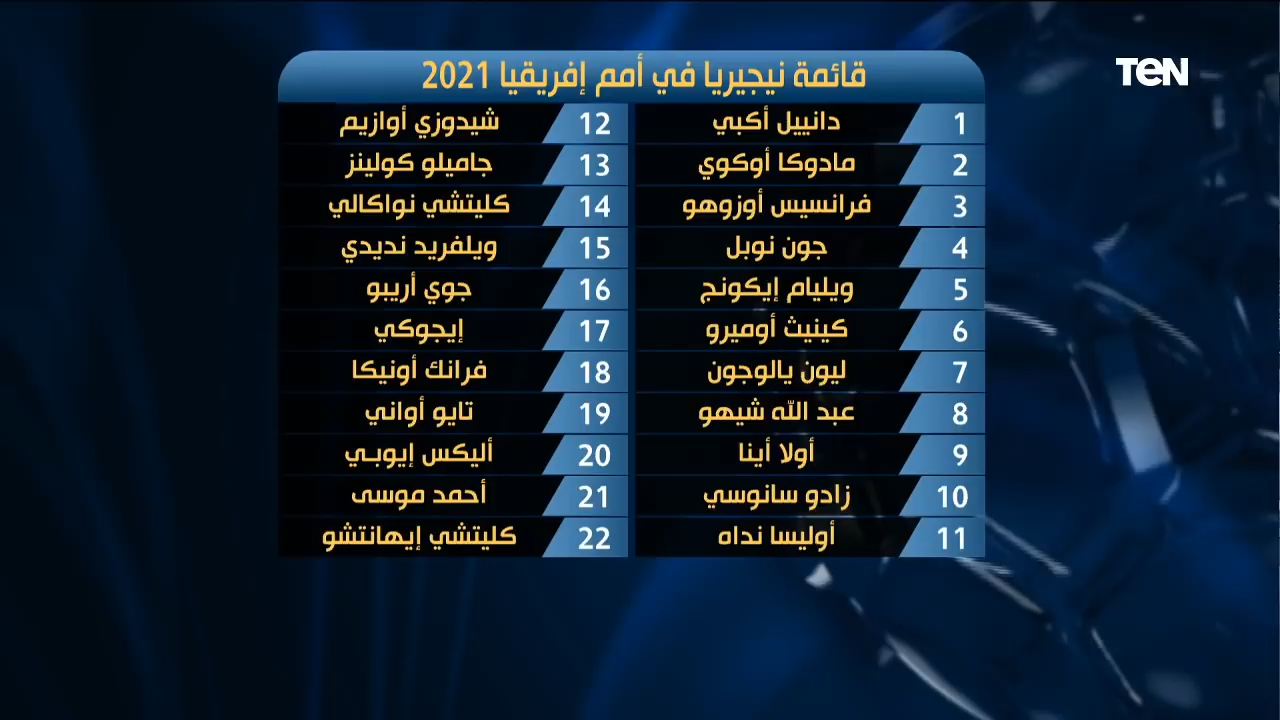 TEN
قائمة نيجيريا في أمم إفريقيا 2021
1 دانييل أكبي
2 مادوكا أوكوي
3 فرانسيس أوزوهو
4 جون نوبل
5 ويليام إيكونج
6 كينيث أوميرو
7 ليون يالوجون
8 عبد الله شيهو
9 أولا أينا
10 زادو سانوسي
11 أوليسا نداه
12 شيدوزي أوازيم
13 جاميلو كولينز
14 كليتشي نواكالي
15 ويلفريد نديدي
16 جوي أريبو
17 إيجوكي
18 فرانك أونيكا
19 تايو أواني
20 أليكس إيوبي
21 أحمد موسى
22 كليتشي إيهانتشو